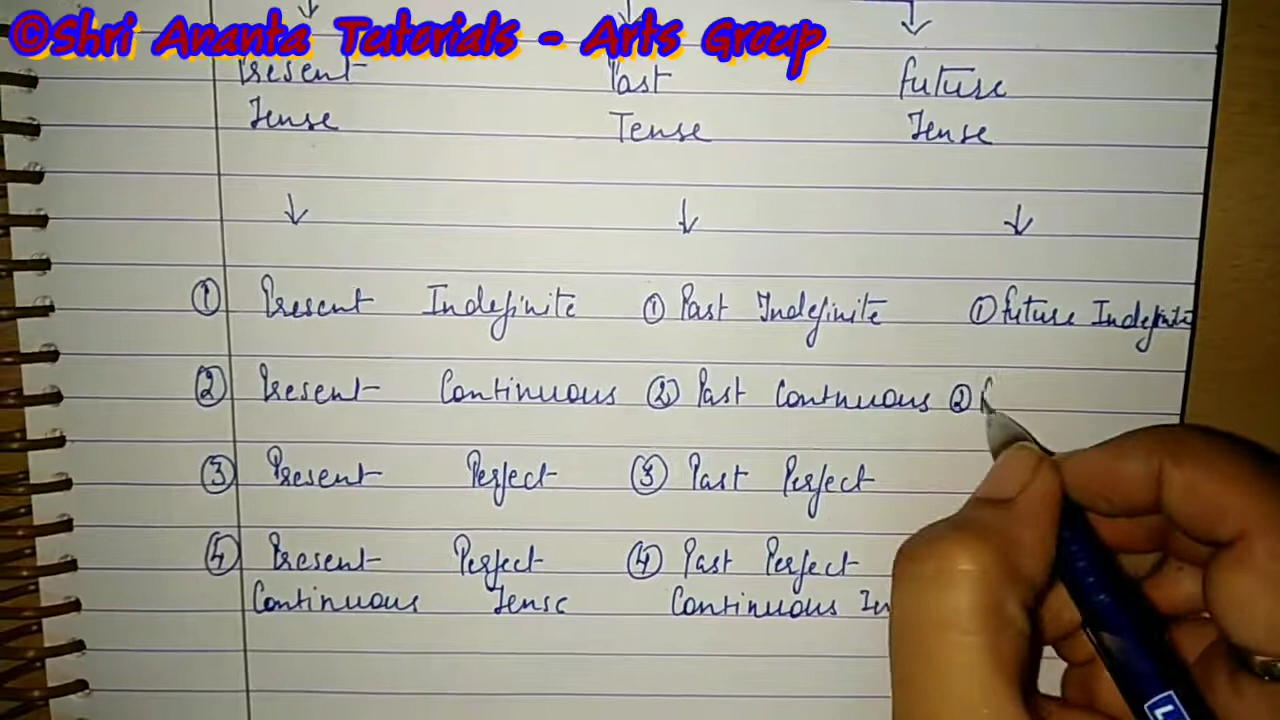 ©Shri Ananta Tutorials - Arts Group
Present Past future
Tense Tense Tense
① Present Indefinite ① Past Indefinite ① future Indefinite
② Present Continuous ② Past Continuous ②
③ Present Perfect ③ Past Perfect
④ Present Perfect ④ Past Perfect
Continuous Tense Continuous